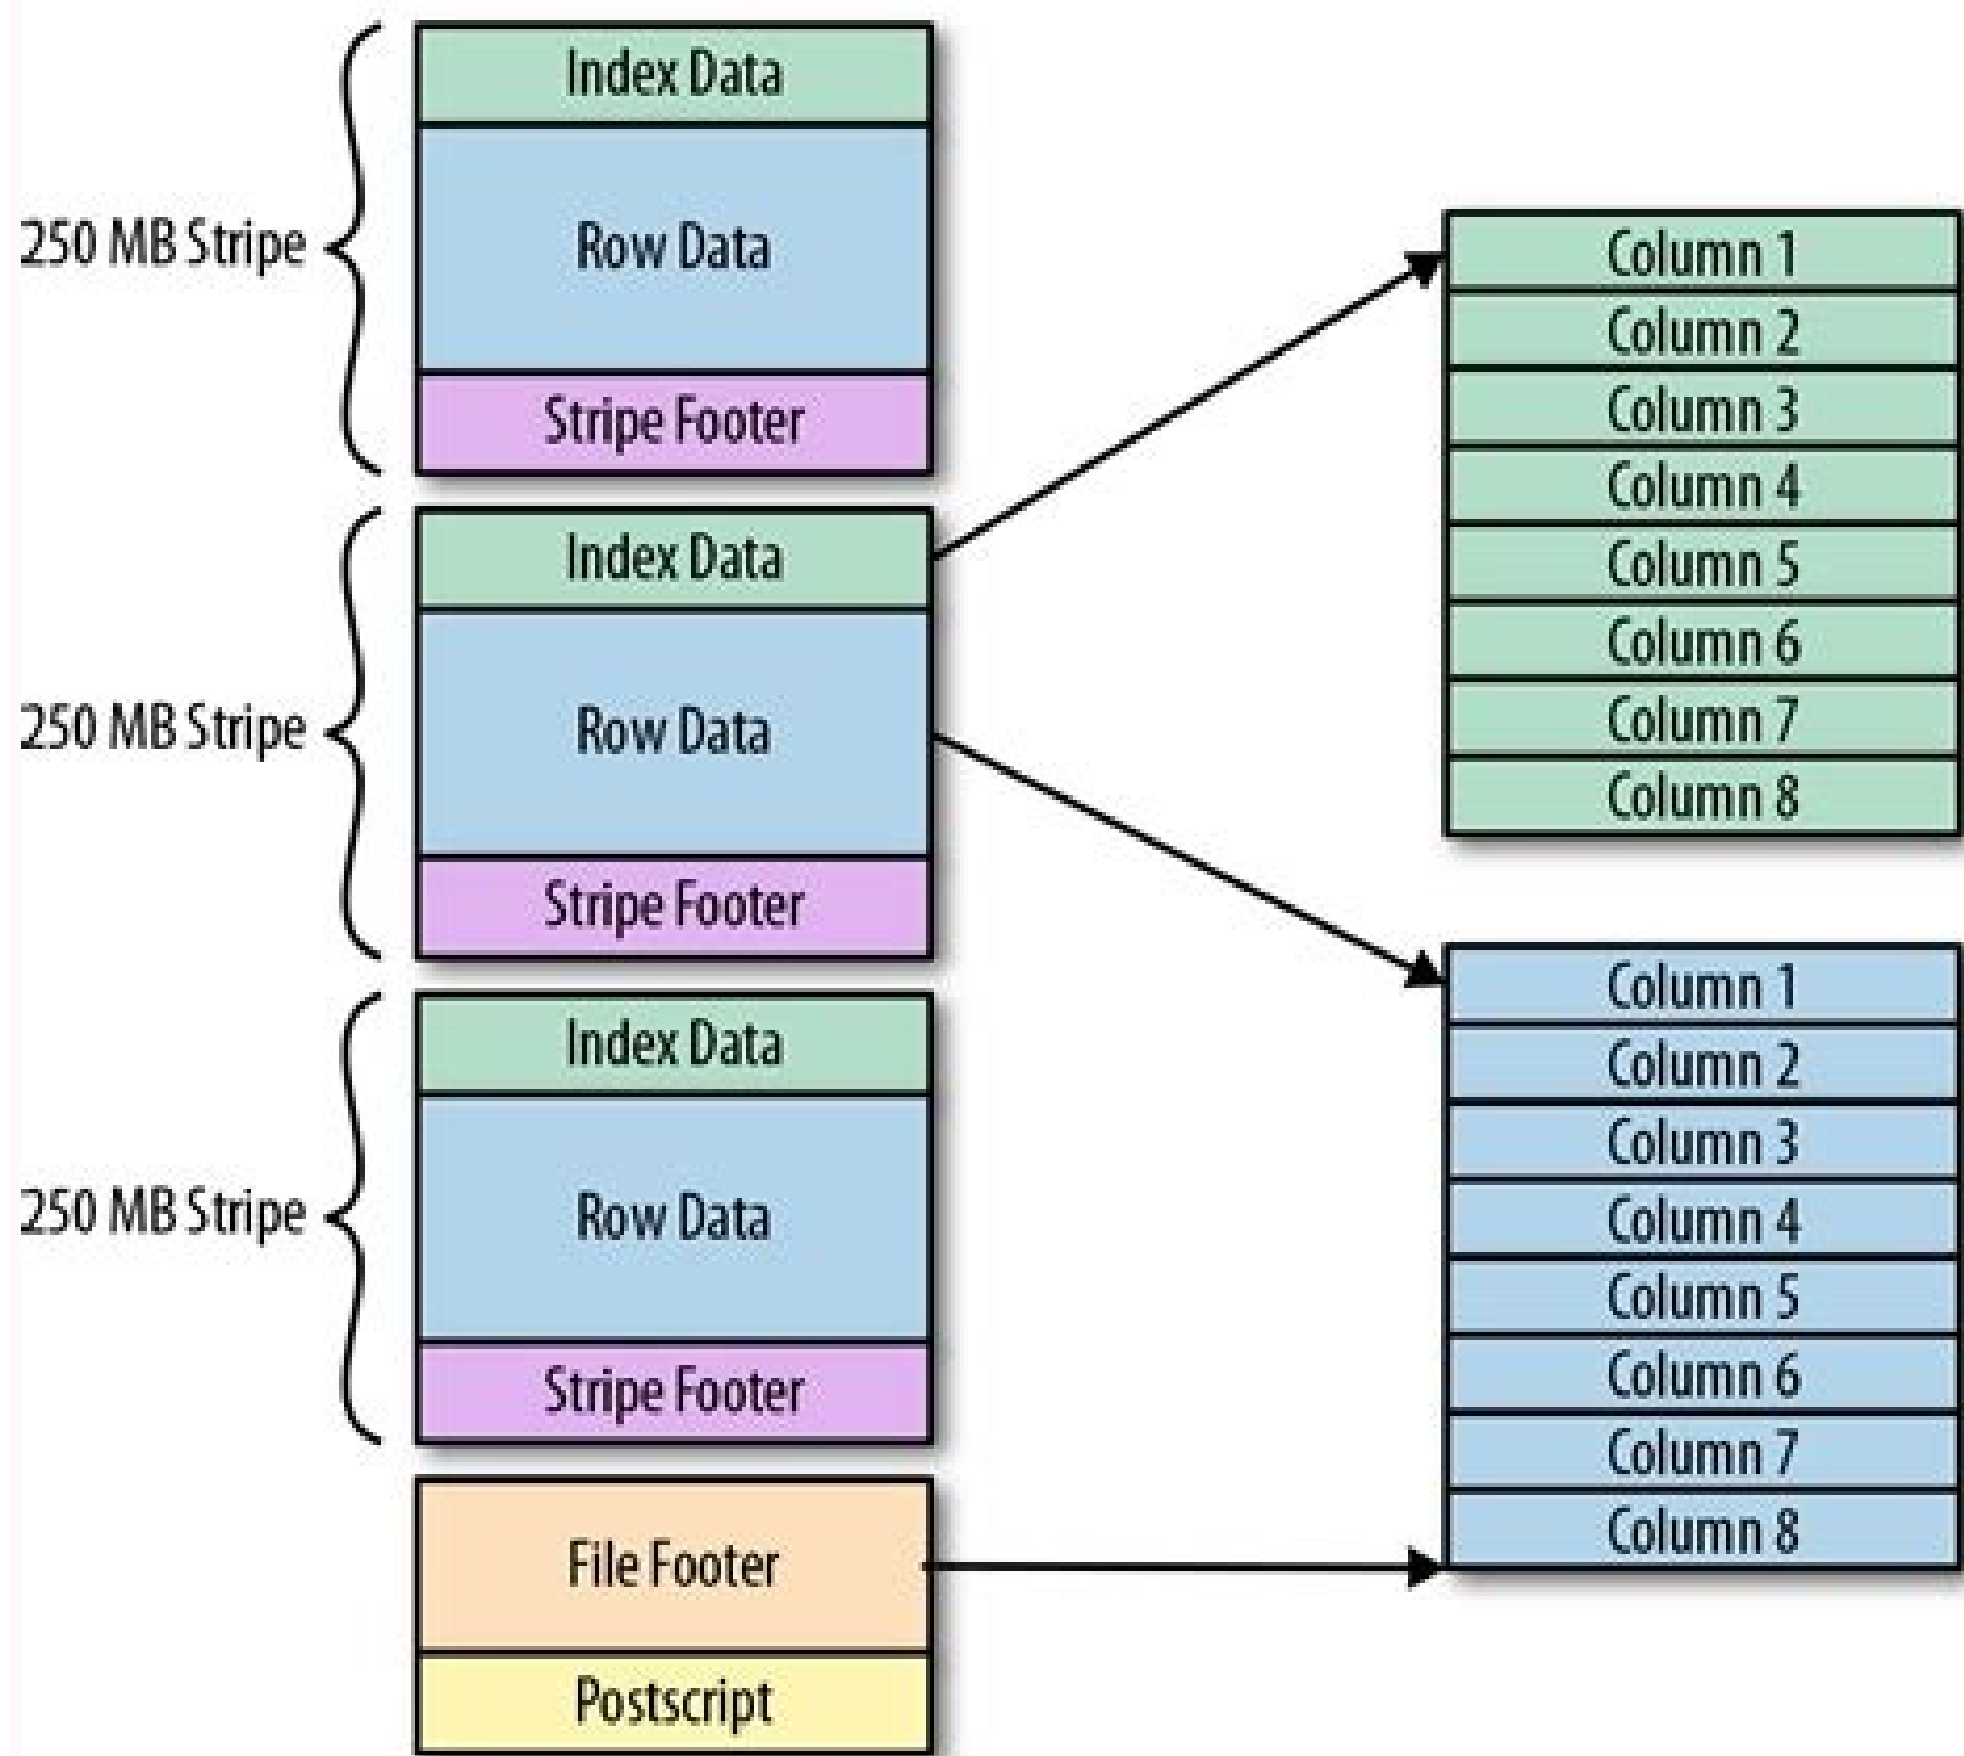 Index Data
250 MB Stripe
Row Data
Stripe Footer
Index Data
250 MB Stripe
Row Data
Stripe Footer
Index Data
250 MB Stripe
Row Data
Stripe Footer
File Footer
Postscript
Column 1
Column 2
Column 3
Column 4
Column 5
Column 6
Column 7
Column 8
Column 1
Column 2
Column 3
Column 4
Column 5
Column 6
Column 7
Column 8